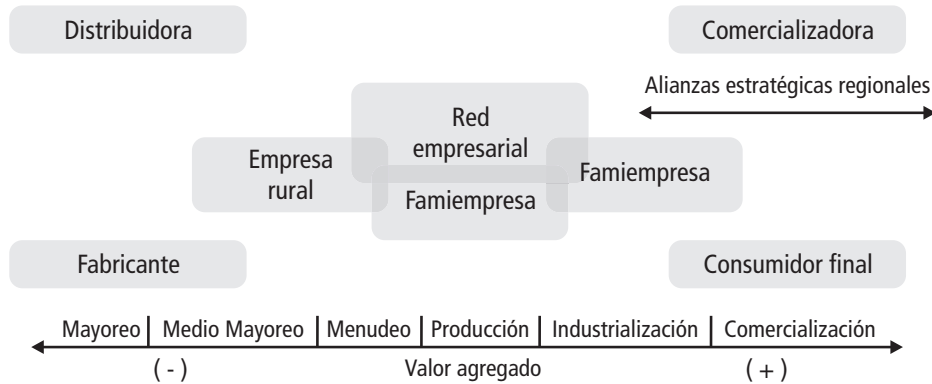 Distribuidora
Comercializadora
Alianzas estratégicas regionales
Red
empresarial
Empresa
rural
Famiempresa
Famiempresa
Fabricante
Consumidor final
Mayoreo Medio Mayoreo Menudeo Producción Industrialización Comercialización
( - ) Valor agregado ( + )